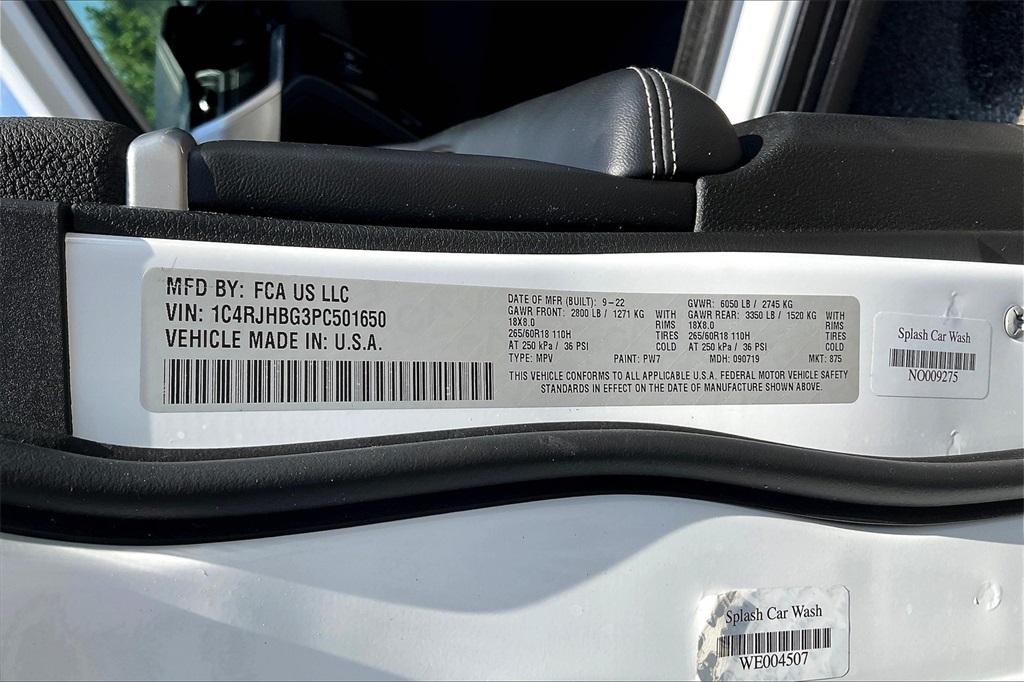 MFD BY: FCA US LLC
VIN: 1C4RJHBG3PC501650
VEHICLE MADE IN: U.S.A.
DATE OF MFR (BUILT): 9-22
GAWR FRONT: 2800 LB / 1271 KG WITH
18X8.0 RIMS
265/60R18 110H TIRES
AT 250 kPa / 36 PSI COLD
TYPE: MPV PAINT: PW7
GVWR: 6050 LB / 2745 KG
GAWR REAR: 3350 LB / 1520 KG WITH
18X8.0 RIMS
265/60R18 110H TIRES
AT 250 kPa / 36 PSI COLD
MDH: 090719 MKT: 875
THIS VEHICLE CONFORMS TO ALL APPLICABLE U.S.A. FEDERAL MOTOR VEHICLE SAFETY
STANDARDS IN EFFECT ON THE DATE OF MANUFACTURE SHOWN ABOVE.
Splash Car Wash
NO009275
Splash Car Wash
WE004507